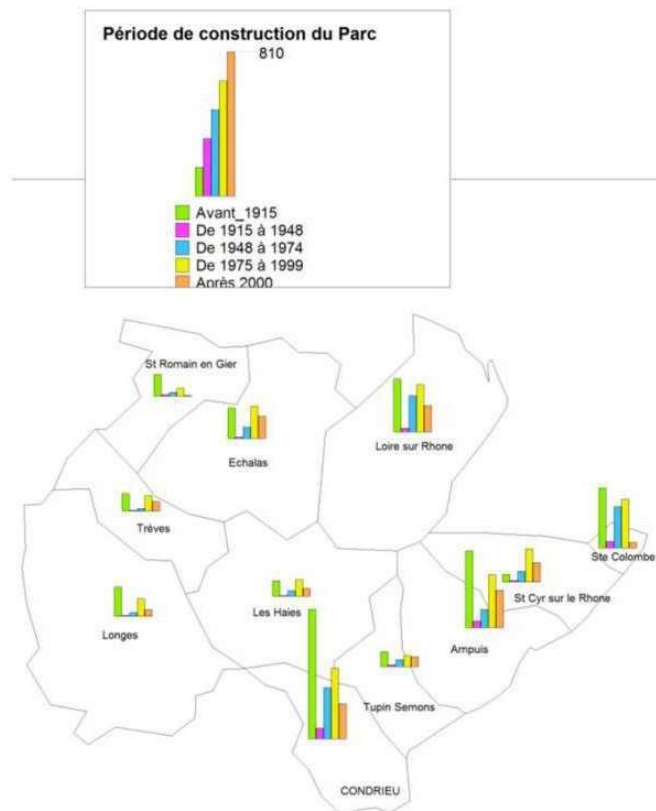 Période de construction du Parc
810
Avant_1915
De 1915 à 1948
De 1948 à 1974
De 1975 à 1999
Après 2000
St Romain en Gier
Echalas
Loire sur Rhone
Trèves
Ste Colombe
St Cyr sur le Rhone
Les Haies
Longes
Ampuis
Tupin Semons
CONDRIEU